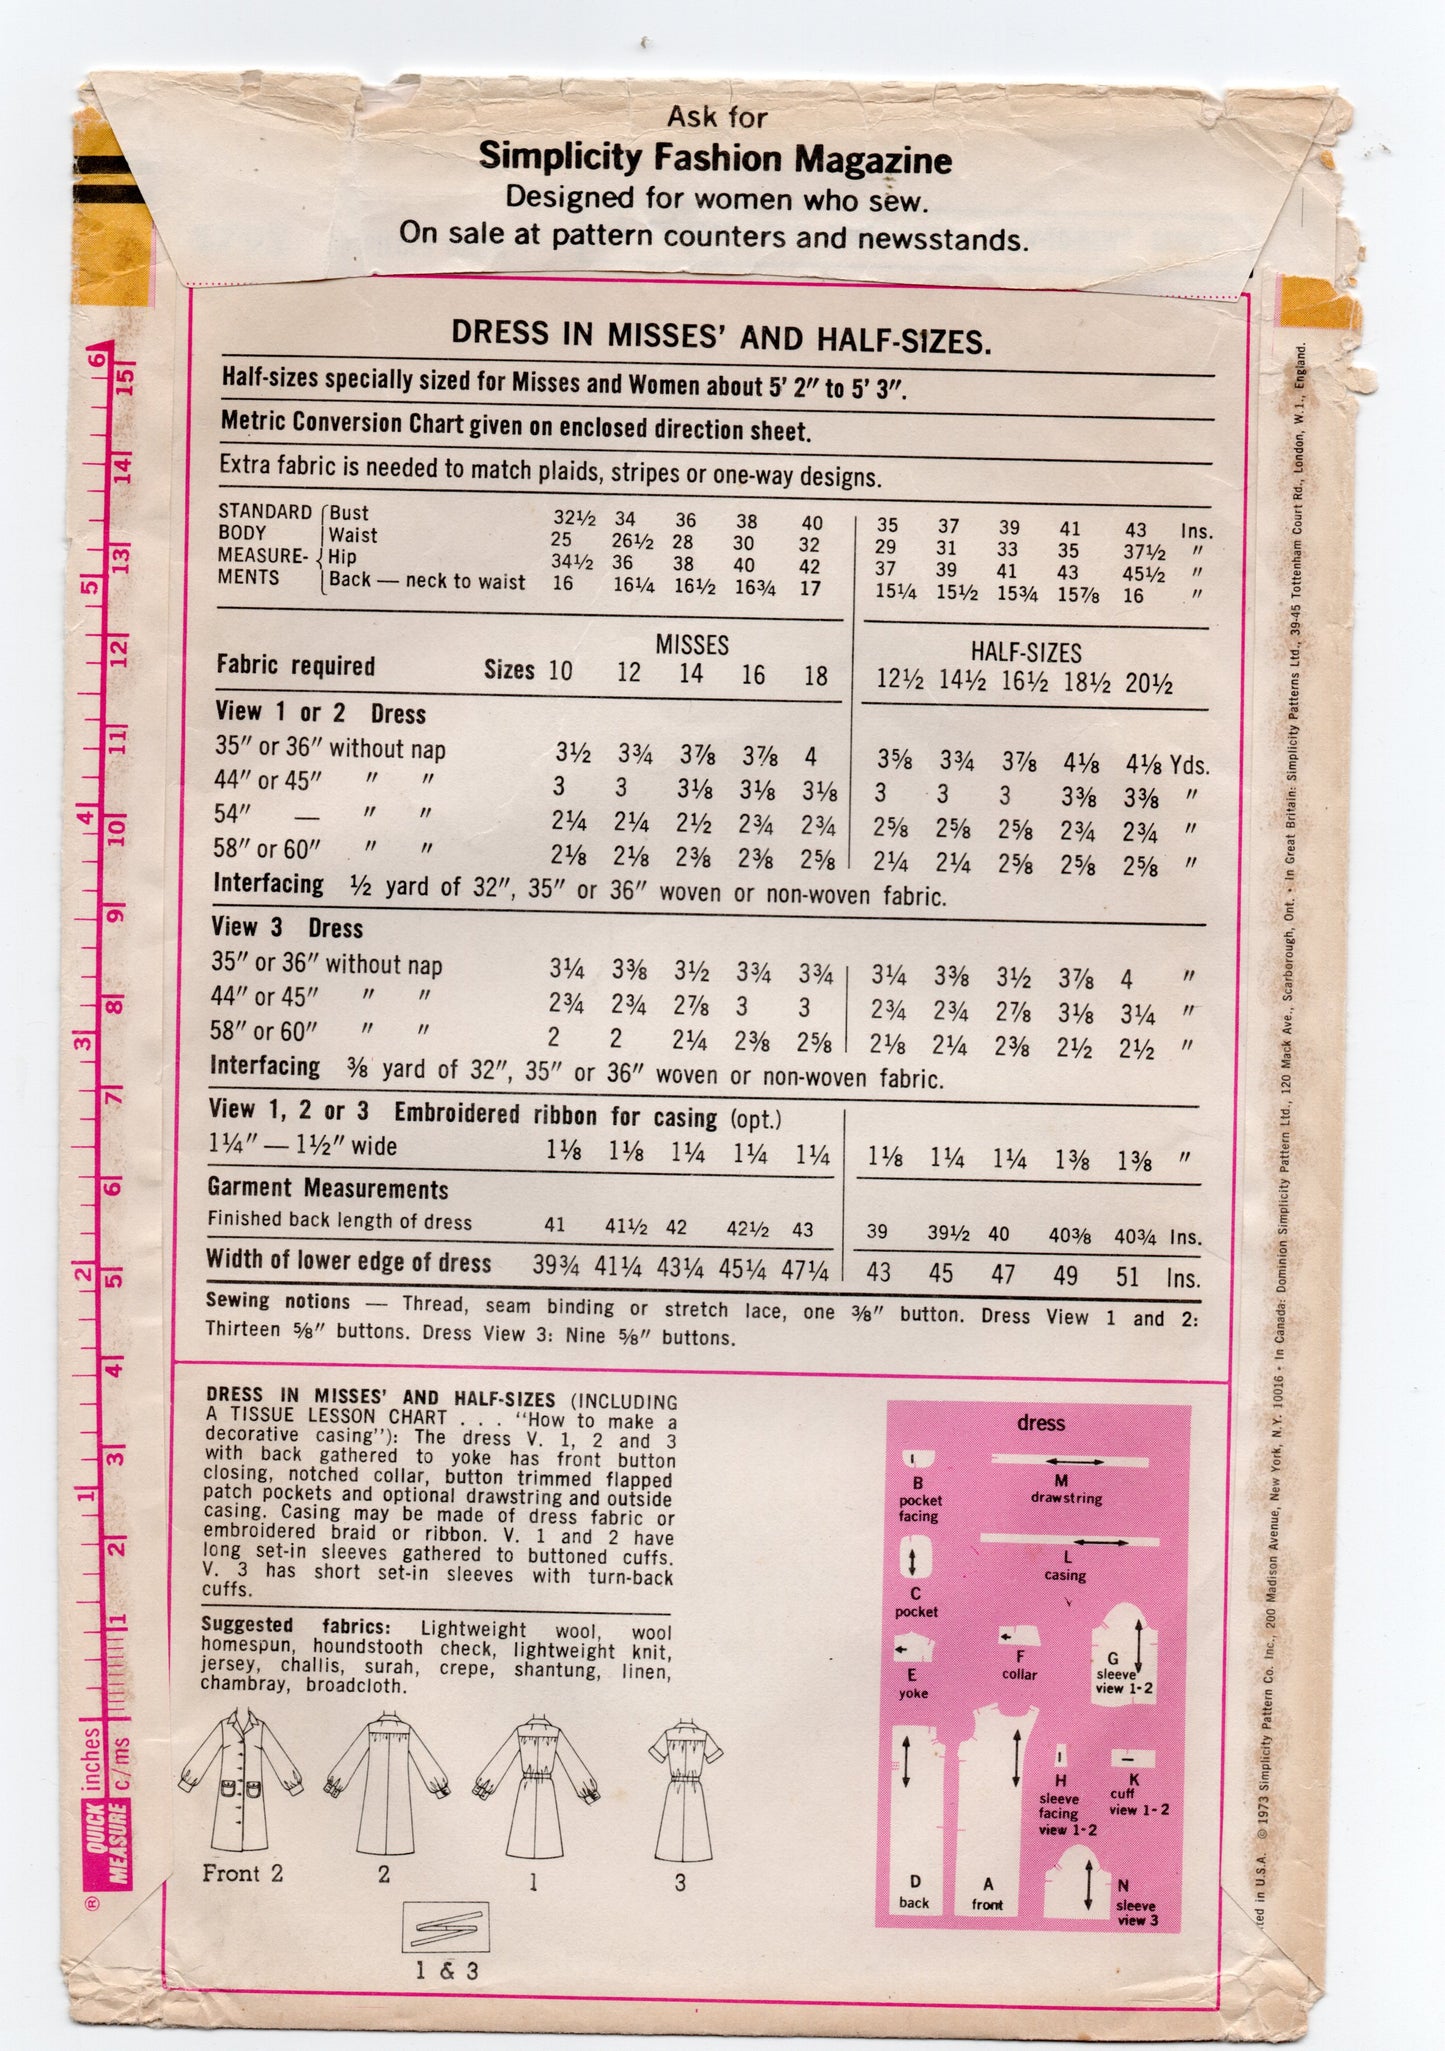 Ask for
Simplicity Fashion Magazine
Designed for women who sew.
On sale at pattern counters and newsstands.
DRESS IN MISSES' AND HALF-SIZES.
Half-sizes specially sized for Misses and Women about 5' 2" to 5' 3".
Metric Conversion Chart given on enclosed direction sheet.
Extra fabric is needed to match plaids, stripes or one-way designs.
STANDARD Bust 32½ 34 36 38 40 35 37 39 41 43 Ins.
BODY Waist 25 26½ 28 30 32 29 31 33 35 37½ "
MEASURE- Hip 34½ 36 38 40 42 37 39 41 43 45½ "
MENTS Back — neck to waist 16 16¼ 16½ 16¾ 17 15¼ 15½ 15¾ 15⅞ 16 "
MISSES HALF-SIZES
Fabric required Sizes 10 12 14 16 18 12½ 14½ 16½ 18½ 20½
View 1 or 2 Dress
35" or 36" without nap 3½ 3¾ 3⅞ 3⅞ 4 3⅝ 3¾ 3⅞ 4⅛ 4⅛ Yds.
44" or 45" " " 3 3 3⅛ 3⅛ 3⅛ 3 3 3 3⅜ 3⅜ "
54" — " " 2¼ 2¼ 2½ 2¾ 2¾ 2⅝ 2⅝ 2⅝ 2¾ 2¾ "
58" or 60" " " 2⅛ 2⅛ 2⅜ 2⅜ 2⅝ 2¼ 2¼ 2⅝ 2⅝ 2⅝ "
Interfacing ½ yard of 32", 35" or 36" woven or non-woven fabric.
View 3 Dress
35" or 36" without nap 3¼ 3⅜ 3½ 3¾ 3¾ 3¼ 3⅜ 3½ 3⅞ 4 "
44" or 45" " " 2¾ 2¾ 2⅞ 3 3 2¾ 2¾ 2⅞ 3⅛ 3¼ "
58" or 60" " " 2 2 2¼ 2⅜ 2⅝ 2⅛ 2¼ 2⅜ 2½ 2½ "
Interfacing ⅜ yard of 32", 35" or 36" woven or non-woven fabric.
View 1, 2 or 3 Embroidered ribbon for casing (opt.)
1¼" — 1½" wide 1⅛ 1⅛ 1¼ 1¼ 1¼ 1⅛ 1¼ 1¼ 1⅜ 1⅜ "
Garment Measurements
Finished back length of dress 41 41½ 42 42½ 43 39 39½ 40 40⅜ 40¾ Ins.
Width of lower edge of dress 39¾ 41¼ 43¼ 45¼ 47¼ 43 45 47 49 51 Ins.
Sewing notions — Thread, seam binding or stretch lace, one ⅜" button. Dress View 1 and 2:
Thirteen ⅝" buttons. Dress View 3: Nine ⅝" buttons.
DRESS IN MISSES' AND HALF-SIZES (INCLUDING
A TISSUE LESSON CHART . . . "How to make a
decorative casing"): The dress V. 1, 2 and 3
with back gathered to yoke has front button
closing, notched collar, button trimmed flapped
patch pockets and optional drawstring and outside
casing. Casing may be made of dress fabric or
embroidered braid or ribbon. V. 1 and 2 have
long set-in sleeves gathered to buttoned cuffs.
V. 3 has short set-in sleeves with turn-back
cuffs.
Suggested fabrics: Lightweight wool, wool
homespun, houndstooth check, lightweight knit,
jersey, challis, surah, crepe, shantung, linen,
chambray, broadcloth.
Front 2
2
1
3
1 & 3
dress
B
pocket
facing
M
drawstring
C
pocket
L
casing
E
yoke
F
collar
G
sleeve
view 1-2
H
sleeve
facing
view 1-2
K
cuff
view 1-2
D
back
A
front
N
sleeve
view 3
QUICK inches 1 2 3 4 5 6
MEASURE c/ms 1 2 3 4 5 6 7 8 9 10 11 12 13 14 15
®
in U.S.A. © 1973 Simplicity Pattern Co. Inc., 200 Madison Avenue, New York, N.Y. 10016 • In Canada: Dominion Simplicity Pattern Ltd., 120 Mack Ave., Scarborough, Ont. • In Great Britain: Simplicity Patterns Ltd., 39-45 Tottenham Court Rd., London, W.1., England.